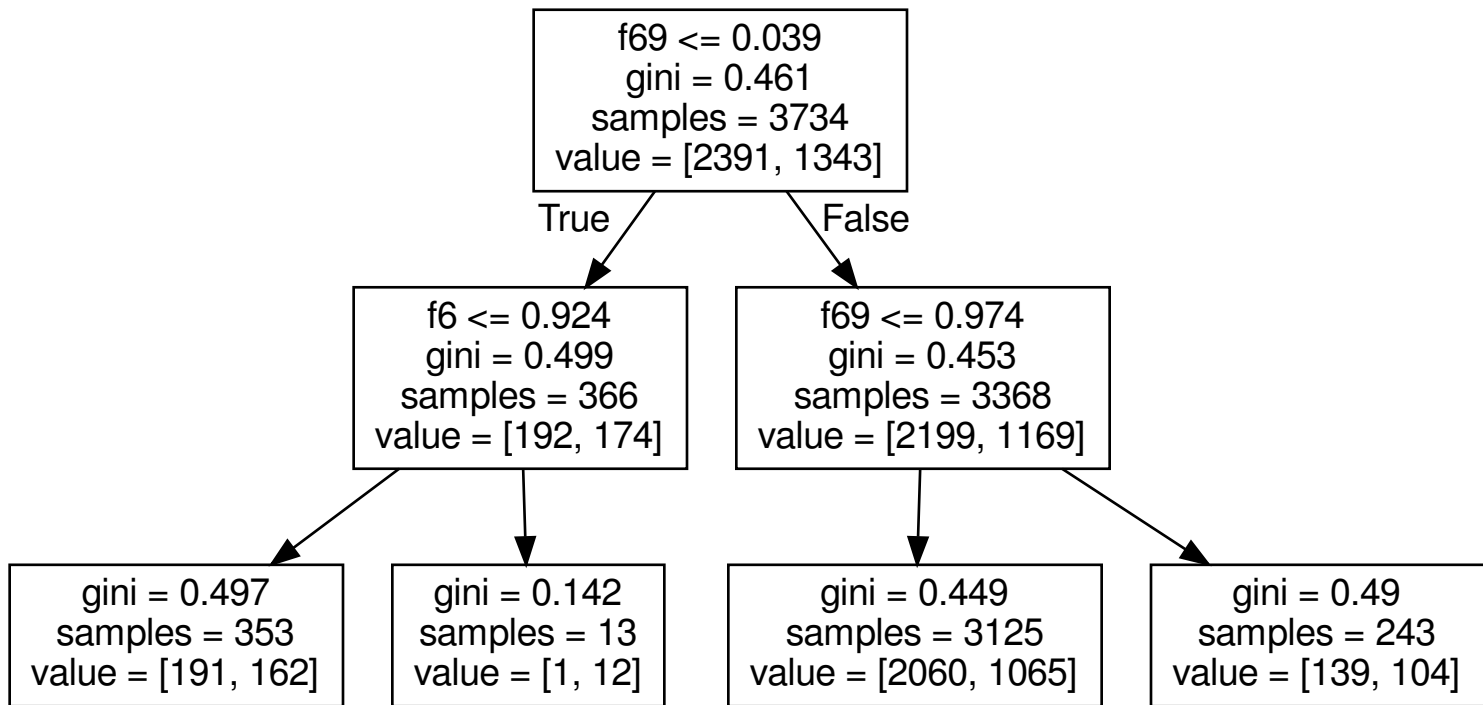 f69 <= 0.039
gini = 0.461
samples = 3734
value = [2391, 1343]
True
False
f6 <= 0.924
gini = 0.499
samples = 366
value = [192, 174]
f69 <= 0.974
gini = 0.453
samples = 3368
value = [2199, 1169]
gini = 0.497
samples = 353
value = [191, 162]
gini = 0.142
samples = 13
value = [1, 12]
gini = 0.449
samples = 3125
value = [2060, 1065]
gini = 0.49
samples = 243
value = [139, 104]